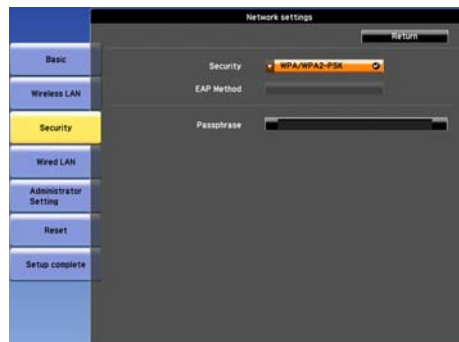 Network settings
Return
Basic
Wireless LAN
Security
Wired LAN
Administrator
Setting
Reset
Setup complete
Security
WPA/WPA2-PSK
EAP Method
Passphrase